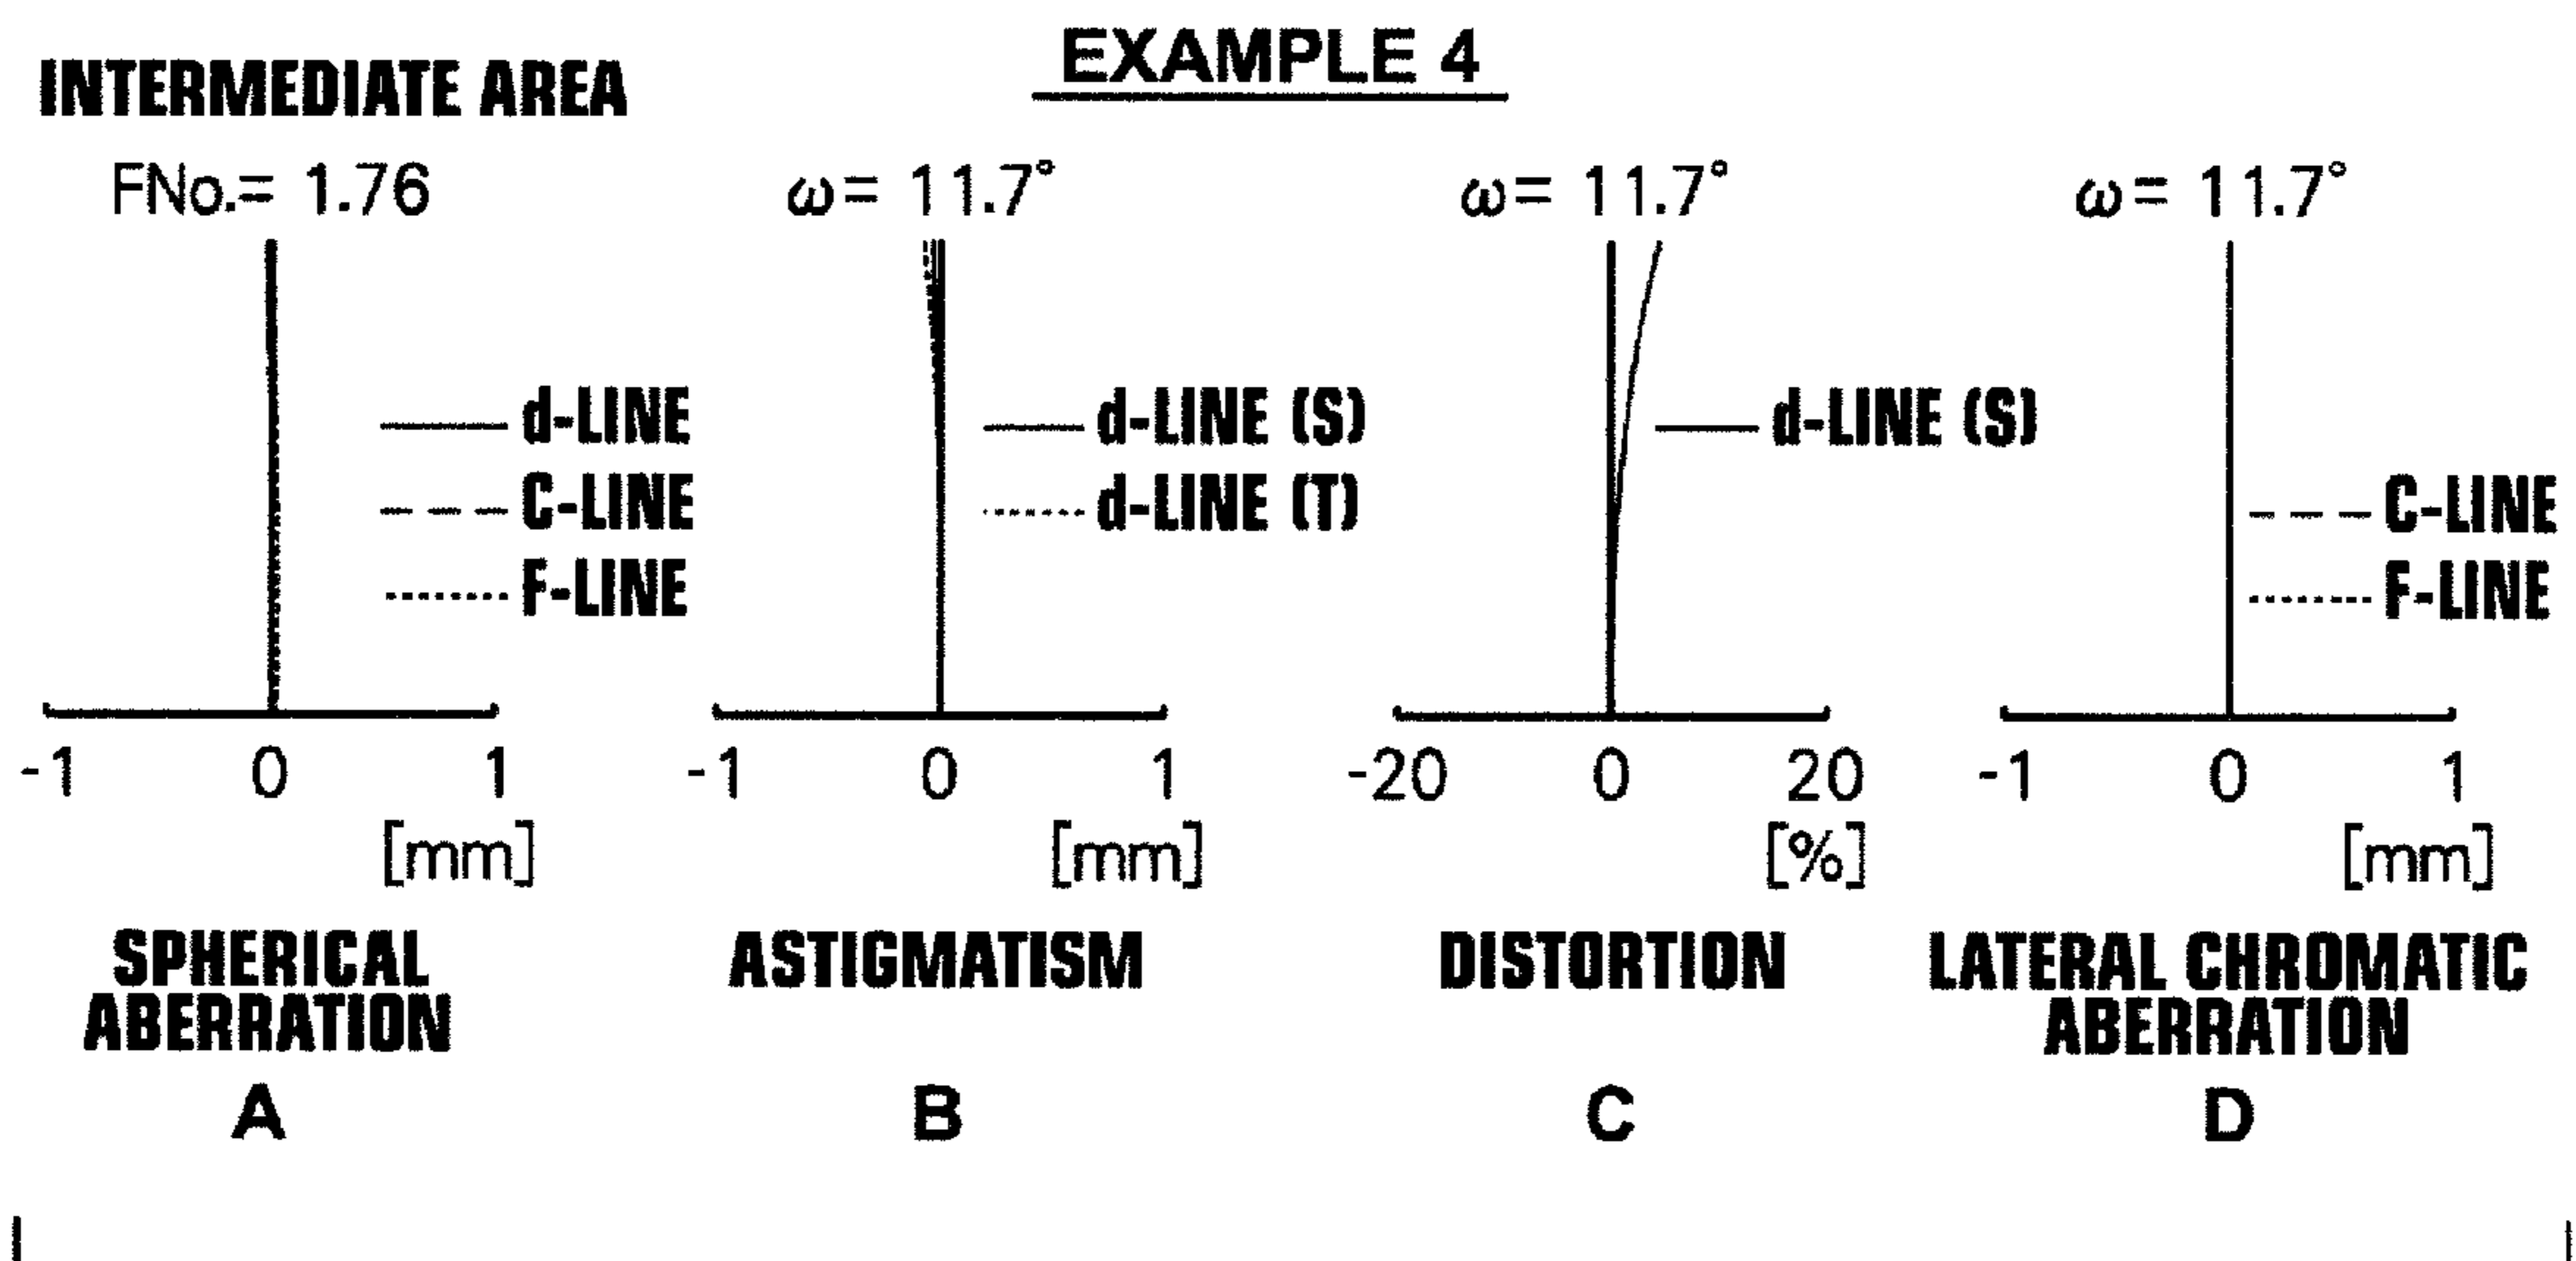 EXAMPLE 4
INTERMEDIATE AREA
FNo.= 1.76
ω= 11.7°
ω= 11.7°
ω= 11.7°
d-LINE
C-LINE
F-LINE
d-LINE (S)
d-LINE (T)
d-LINE (S)
C-LINE
F-LINE
-1 0 1
[mm]
-1 0 1
[mm]
-20 0 20
[%]
-1 0 1
[mm]
SPHERICAL
ABERRATION
ASTIGMATISM
DISTORTION
LATERAL CHROMATIC
ABERRATION
A
B
C
D